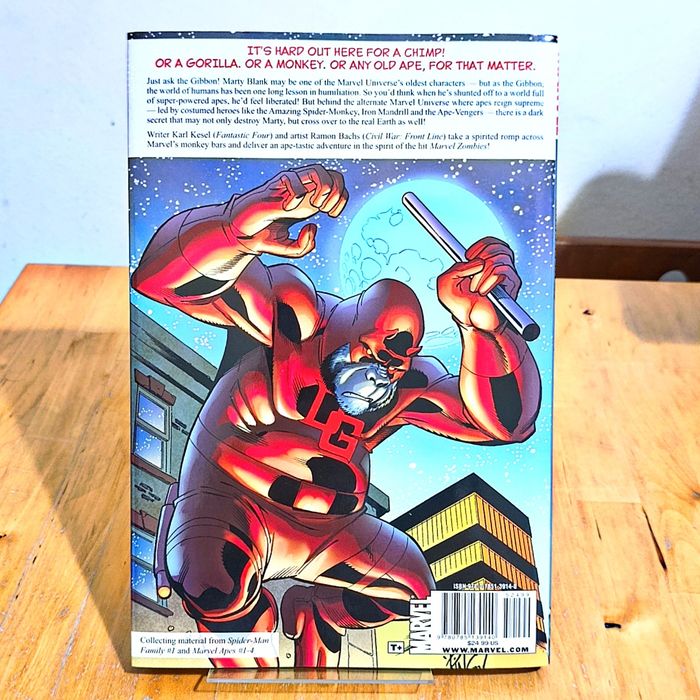 IT'S HARD OUT HERE FOR A CHIMP!
OR A GORILLA. OR A MONKEY. OR ANY OLD APE, FOR THAT MATTER.
Just ask the Gibbon! Marty Blank may be one of the Marvel Universe's oldest characters — but as the Gibbon,
the world of humans has been one long lesson in humiliation. So you'd think when he's shunted off to a world full
of super-powered apes, he'd feel liberated! But behind the alternate Marvel Universe where apes reign supreme
— led by costumed heroes like the Amazing Spider-Monkey, Iron Mandrill and the Ape-Vengers — there is a dark
secret that may not only destroy Marty, but cross over to the real Earth as well!
Writer Karl Kesel (Fantastic Four) and artist Ramon Bachs (Civil War: Front Line) take a spirited romp across
Marvel's monkey bars and deliver an ape-tastic adventure in the spirit of the hit Marvel Zombies!
LG
Collecting material from Spider-Man
Family #1 and Marvel Apes #1-4
T+
MARVEL
52499
9 780785 139140
$24.99 US
WWW.MARVEL.COM